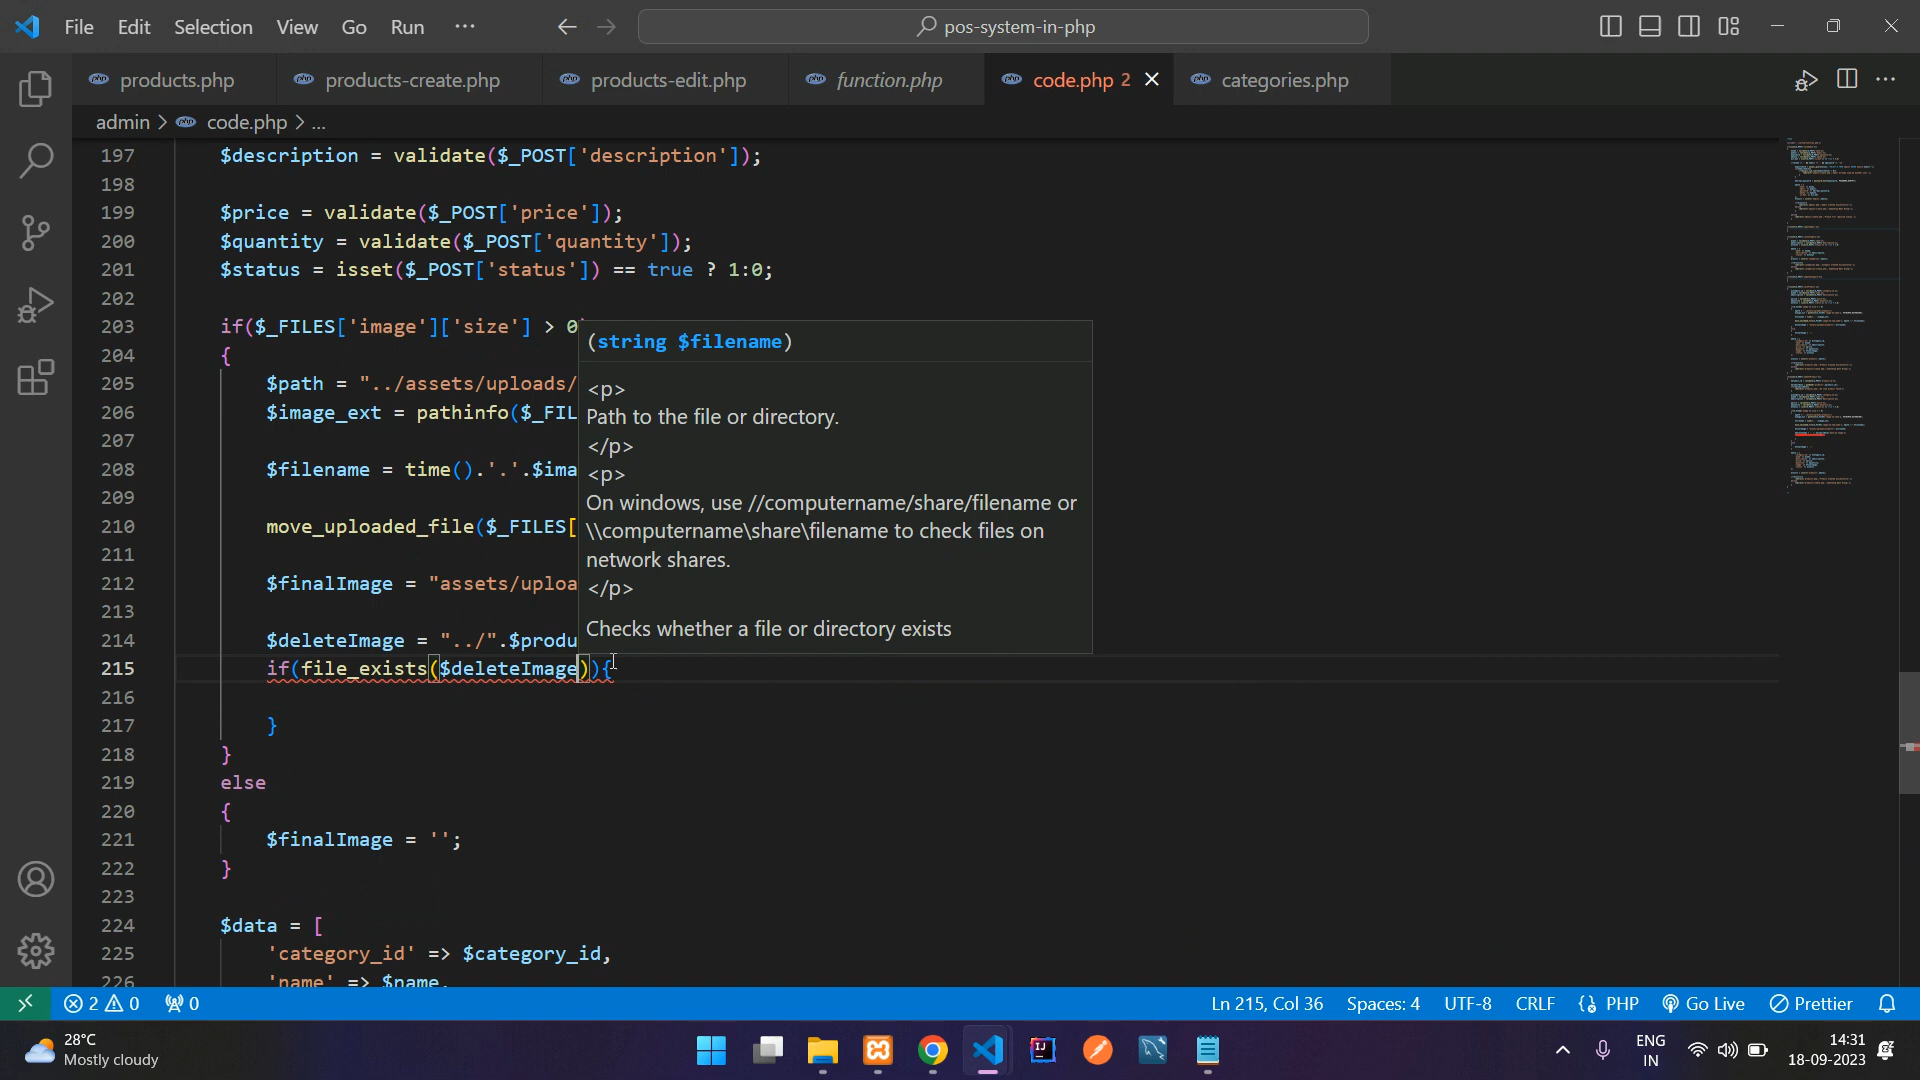 File Edit Selection View Go Run ··· pos-system-in-php
products.php products-create.php products-edit.php function.php code.php 2 categories.php
admin > code.php > ...
197 $description = validate($_POST['description']);
198
199 $price = validate($_POST['price']);
200 $quantity = validate($_POST['quantity']);
201 $status = isset($_POST['status']) == true ? 1:0;
202
203 if($_FILES['image']['size'] > 0
(string $filename)
204 {
205 $path = "../assets/uploads/
<p>
206 $image_ext = pathinfo($_FIL
Path to the file or directory.
207
</p>
208 $filename = time().'.'.$ima
<p>
209
On windows, use //computername/share/filename or
210 move_uploaded_file($_FILES[
\\computername\share\filename to check files on
211
network shares.
212 $finalImage = "assets/uploa
</p>
213
Checks whether a file or directory exists
214 $deleteImage = "../".$produ
215 if(file_exists($deleteImage)){
216
217 }
218 }
219 else
220 {
221 $finalImage = '';
222 }
223
224 $data = [
225 'category_id' => $category_id,
226 'name' => $name,
2 0 0 Ln 215, Col 36 Spaces: 4 UTF-8 CRLF PHP Go Live Prettier
28°C
Mostly cloudy
ENG
IN
14:31
18-09-2023